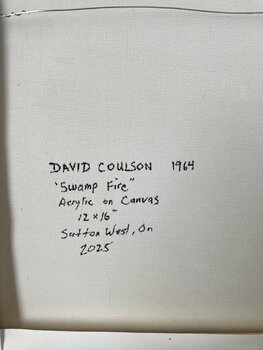 DAVID COULSON 1964
"Swamp Fire"
Acrylic on Canvas
12 x 16"
Sutton West, On
2025